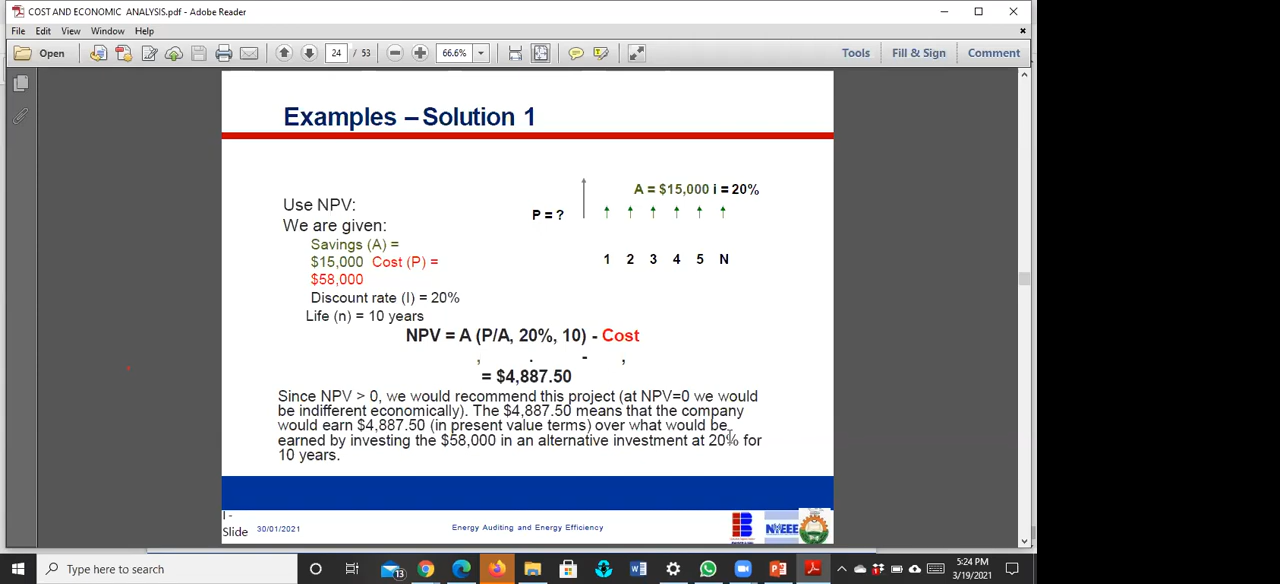 COST AND ECONOMIC ANALYSIS.pdf - Adobe Reader
File Edit View Window Help
Open 24 / 53 66.6% Tools Fill & Sign Comment
Examples – Solution 1
A = $15,000 i = 20%
Use NPV:
P = ?
We are given:
Savings (A) =
$15,000 Cost (P) =
1 2 3 4 5 N
$58,000
Discount rate (I) = 20%
Life (n) = 10 years
NPV = A (P/A, 20%, 10) - Cost
, . - ,
= $4,887.50
Since NPV > 0, we would recommend this project (at NPV=0 we would
be indifferent economically). The $4,887.50 means that the company
would earn $4,887.50 (in present value terms) over what would be
earned by investing the $58,000 in an alternative investment at 20% for
10 years.
I -
Slide
30/01/2021 Energy Auditing and Energy Efficiency
Type here to search
13
5:24 PM
3/19/2021